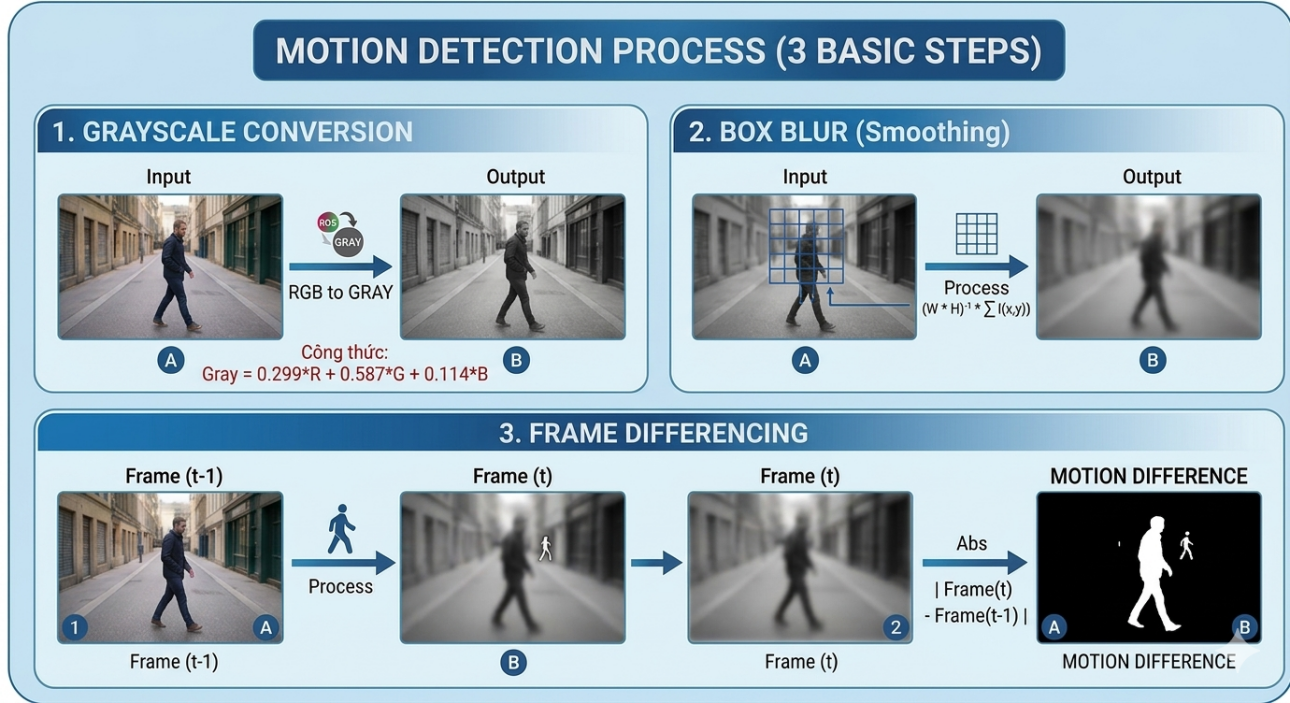 MOTION DETECTION PROCESS (3 BASIC STEPS)
1. GRAYSCALE CONVERSION
Input
Output
ROS
GRAY
RGB to GRAY
A
B
Công thức:
Gray = 0.299*R + 0.587*G + 0.114*B
2. BOX BLUR (Smoothing)
Input
Output
Process
(W * H)⁻¹ * ∑ I(x,y))
A
B
3. FRAME DIFFERENCING
Frame (t-1)
Frame (t)
Frame (t)
MOTION DIFFERENCE
Process
Abs
| Frame(t)
- Frame(t-1) |
1
A
2
A
B
Frame (t-1)
B
Frame (t)
MOTION DIFFERENCE